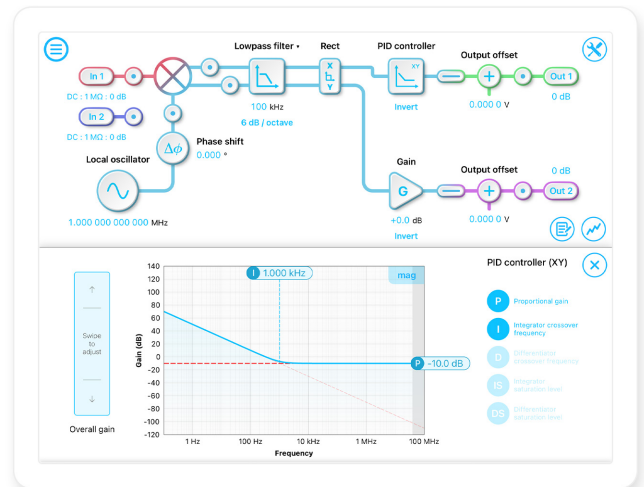 Lowpass filter ▾
Rect
PID controller
Output offset
In 1
X
Y
XY
Out 1
DC : 1 MΩ : 0 dB
100 kHz
Invert
0.000 0 V
0 dB
In 2
6 dB / octave
DC : 1 MΩ : 0 dB
Phase shift
Δϕ
0.000 °
Local oscillator
Gain
Output offset
0 dB
G
Out 2
1.000 000 000 000 MHz
+0.0 dB
0.000 0 V
Invert
PID controller (XY)
140
120
100
80
60
40
20
0
-20
-40
-60
-80
-100
-120
Gain (dB)
I 1.000 kHz
mag
P -10.0 dB
1 Hz
100 Hz
10 kHz
1 MHz
100 MHz
Frequency
Swipe
to
adjust
Overall gain
P Proportional gain
I Integrator crossover
frequency
D Differentiator
crossover frequency
IS Integrator
saturation level
DS Differentiator
saturation level